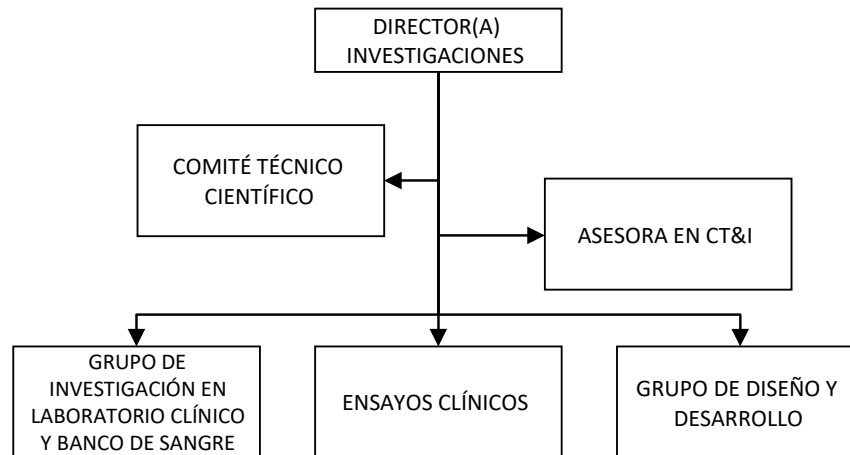 DIRECTOR(A)
INVESTIGACIONES
COMITÉ TÉCNICO
CIENTÍFICO
ASESORA EN CT&I
GRUPO DE
INVESTIGACIÓN EN
LABORATORIO CLÍNICO
Y BANCO DE SANGRE
ENSAYOS CLÍNICOS
GRUPO DE DISEÑO Y
DESARROLLO